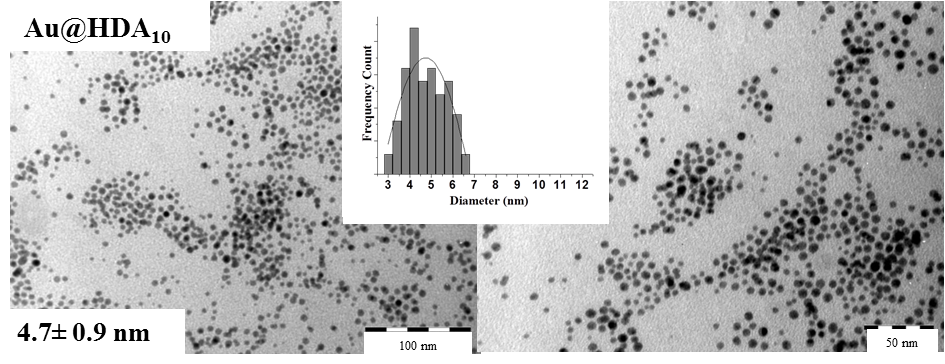 Au@HDA₁₀
Frequency Count
3 4 5 6 7 8 9 10 11 12
Diameter (nm)
4.7± 0.9 nm
100 nm
50 nm